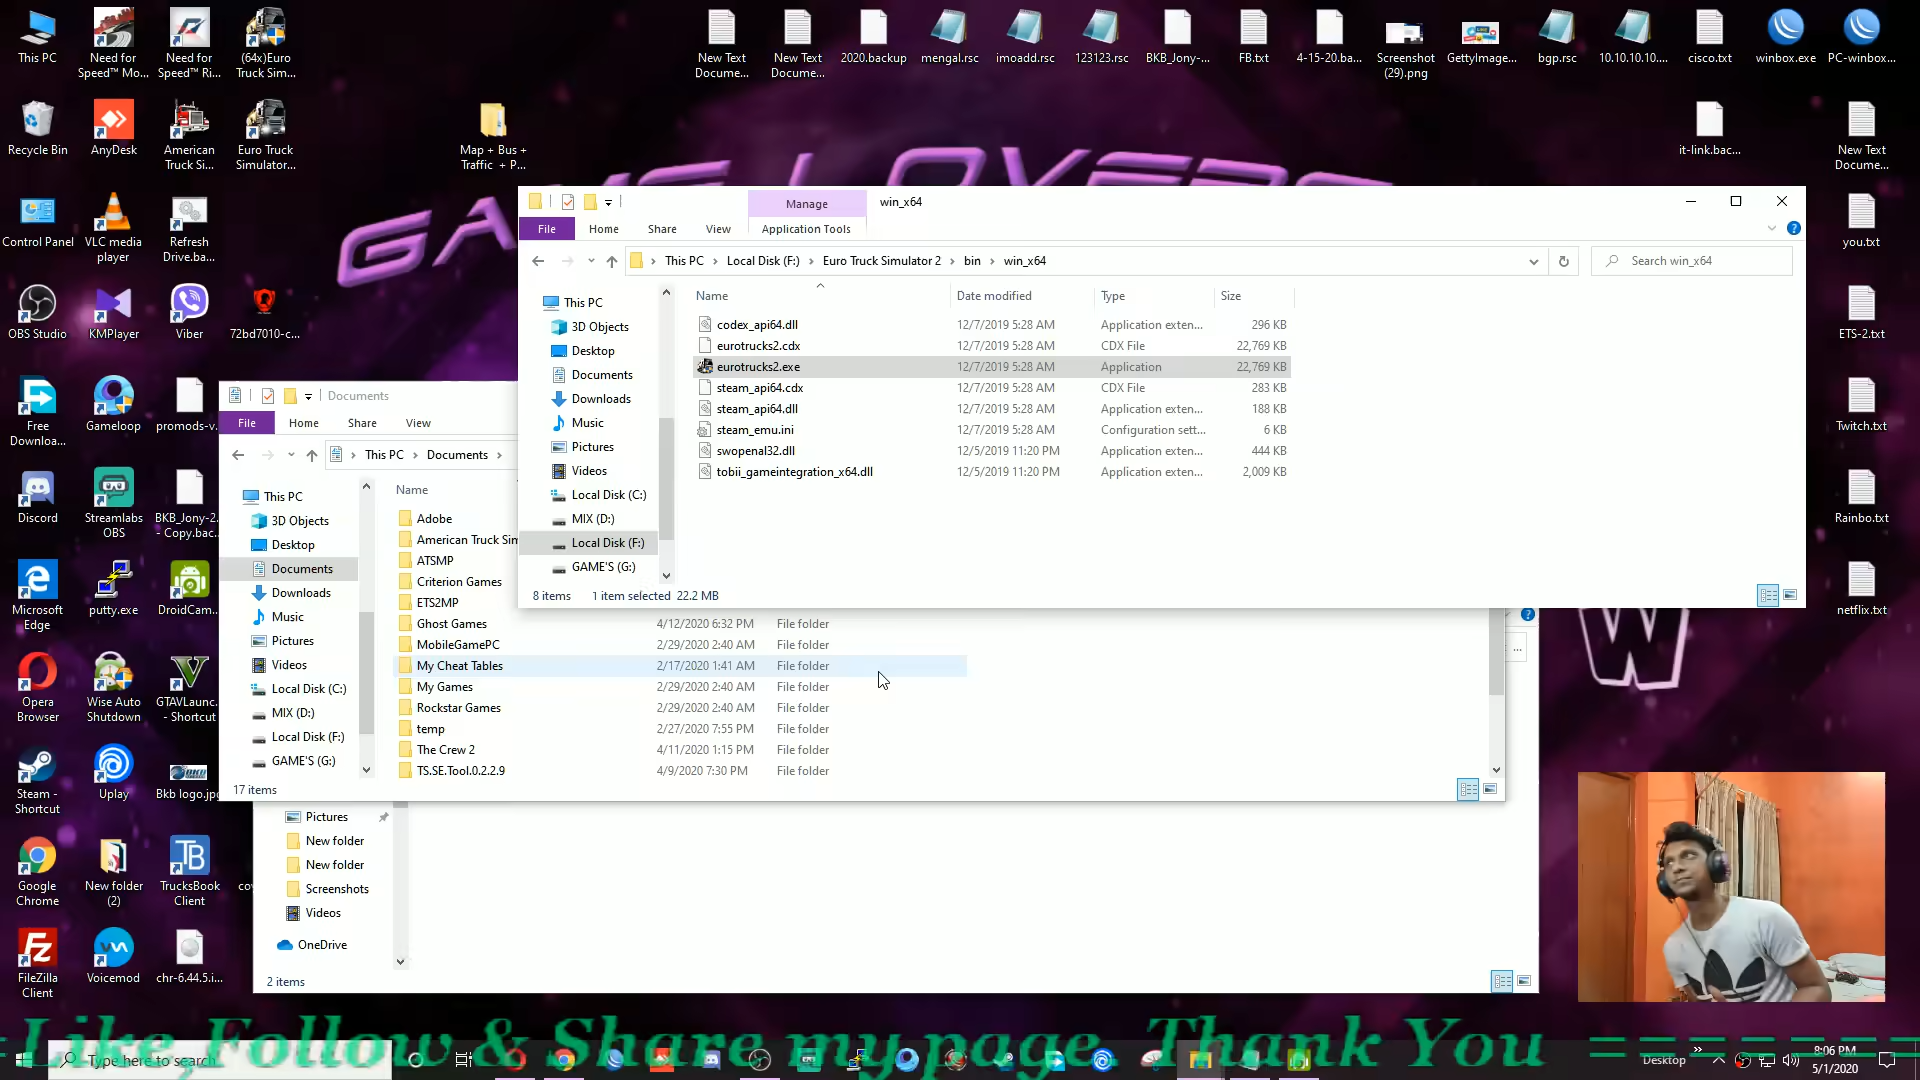 This PC
Need for
Speed™ Mo...
Need for
Speed™ Ri...
(64x)Euro
Truck Sim...
New Text
Docume...
New Text
Docume...
2020.backup
mengal.rsc
imoadd.rsc
123123.rsc
BKB_Jony-...
FB.txt
4-15-20.ba...
Screenshot
(29).png
GettyImage...
bgp.rsc
10.10.10.10....
cisco.txt
winbox.exe
PC-winbox...
Recycle Bin
AnyDesk
American
Truck Si...
Euro Truck
Simulator...
Map + Bus +
Traffic + P...
it-link.bac...
New Text
Docume...
Control Panel
VLC media
player
Refresh
Drive.ba...
you.txt
OBS Studio
KMPlayer
Viber
72bd7010-c...
ETS-2.txt
Free
Downloa...
Gameloop
promods-v...
Twitch.txt
Discord
Streamlabs
OBS
BKB_Jony-2...
- Copy.bac...
Rainbo.txt
Microsoft
Edge
putty.exe
DroidCam...
netflix.txt
Opera
Browser
Wise Auto
Shutdown
GTAVLaunc...
- Shortcut
Steam -
Shortcut
Uplay
Bkb logo.jpg
Google
Chrome
New folder
(2)
TrucksBook
Client
FileZilla
Client
Voicemod
chr-6.44.5.i...
Manage
win_x64
File
Home
Share
View
Application Tools
This PC
Local Disk (F:)
Euro Truck Simulator 2
bin
win_x64
Search win_x64
This PC
3D Objects
Desktop
Documents
Downloads
Music
Pictures
Videos
Local Disk (C:)
MIX (D:)
Local Disk (F:)
GAME'S (G:)
Name Date modified Type Size
codex_api64.dll 12/7/2019 5:28 AM Application exten... 296 KB
eurotrucks2.cdx 12/7/2019 5:28 AM CDX File 22,769 KB
eurotrucks2.exe 12/7/2019 5:28 AM Application 22,769 KB
steam_api64.cdx 12/7/2019 5:28 AM CDX File 283 KB
steam_api64.dll 12/7/2019 5:28 AM Application exten... 188 KB
steam_emu.ini 12/7/2019 5:28 AM Configuration sett... 6 KB
swopenal32.dll 12/5/2019 11:20 PM Application exten... 444 KB
tobii_gameintegration_x64.dll 12/5/2019 11:20 PM Application exten... 2,009 KB
8 items 1 item selected 22.2 MB
Documents
File
Home
Share
View
This PC
Documents
This PC
3D Objects
Desktop
Documents
Downloads
Music
Pictures
Videos
Local Disk (C:)
MIX (D:)
Local Disk (F:)
GAME'S (G:)
Name
Adobe
American Truck Sim
ATSMP
Criterion Games
ETS2MP
Ghost Games 4/12/2020 6:32 PM File folder
MobileGamePC 2/29/2020 2:40 AM File folder
My Cheat Tables 2/17/2020 1:41 AM File folder
My Games 2/29/2020 2:40 AM File folder
Rockstar Games 2/29/2020 2:40 AM File folder
temp 2/27/2020 7:55 PM File folder
The Crew 2 4/11/2020 1:15 PM File folder
TS.SE.Tool.0.2.2.9 4/9/2020 7:30 PM File folder
17 items
Pictures
New folder
New folder
Screenshots
Videos
OneDrive
2 items
Like Follow & Share my page. Thank You
Type here to search
Desktop
8:06 PM
5/1/2020